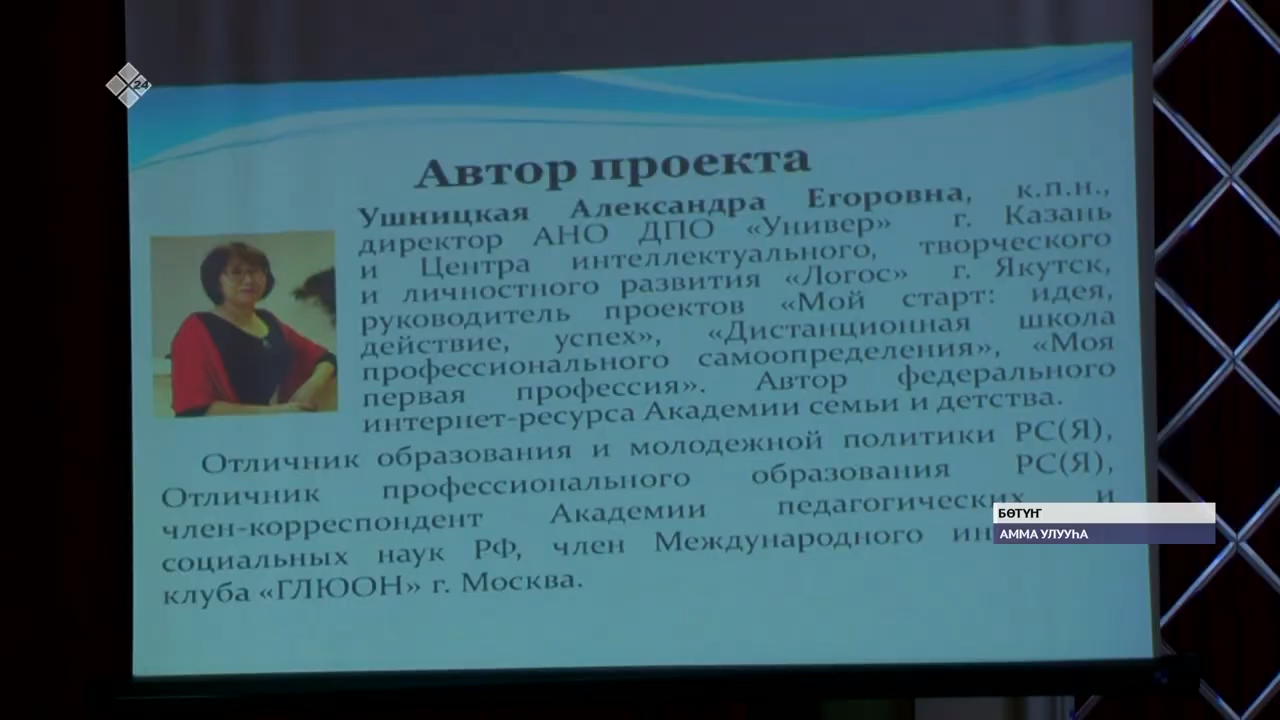 24
Автор проекта
Ушницкая Александра Егоровна, к.п.н.,
директор АНО ДПО «Универ» г. Казань
и Центра интеллектуального, творческого
и личностного развития «Логос» г. Якутск,
руководитель проектов «Мой старт: идея,
действие, успех», «Дистанционная школа
профессионального самоопределения», «Моя
первая профессия». Автор федерального
интернет-ресурса Академии семьи и детства.
Отличник образования и молодежной политики РС(Я),
Отличник профессионального образования РС(Я),
член-корреспондент Академии педагогических и
социальных наук РФ, член Международного
клуба «ГЛЮОН» г. Москва.
БӨТҮҤ
АММА УЛУУҺА